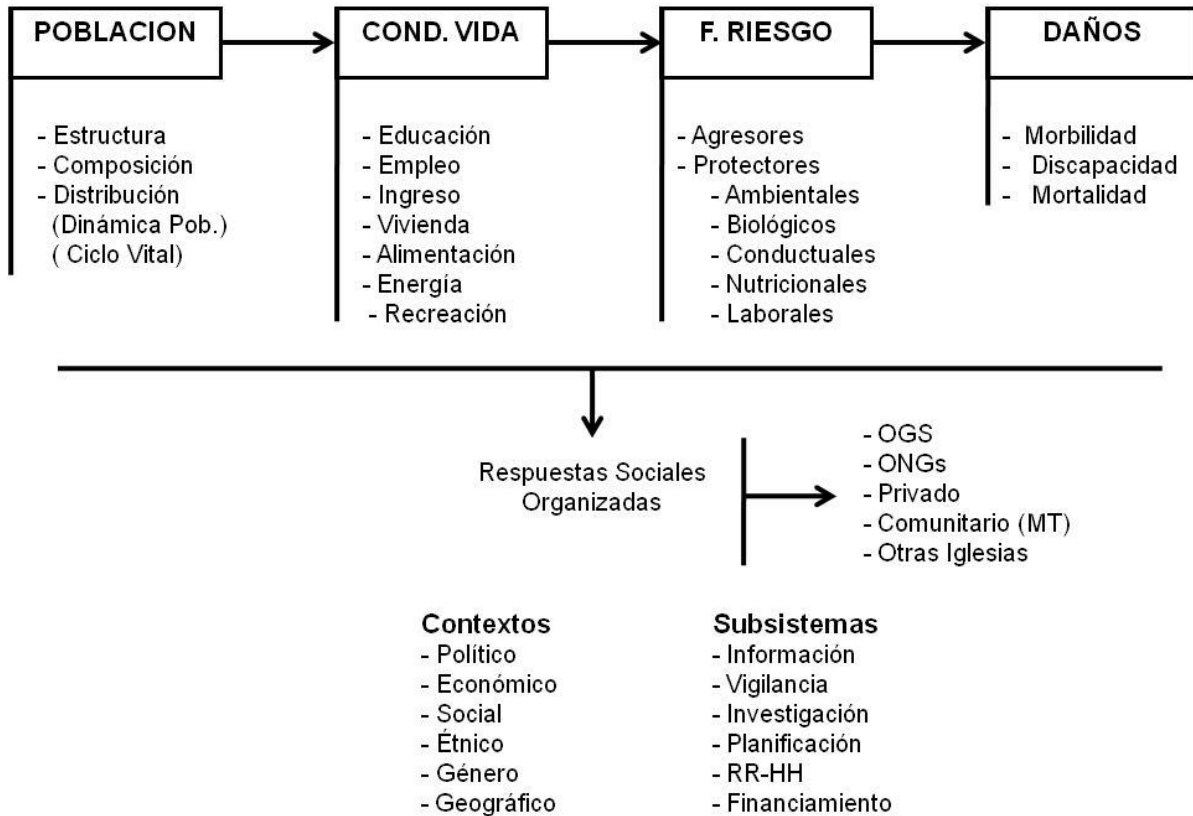 POBLACION
- Estructura
- Composición
- Distribución
(Dinámica Pob.)
( Ciclo Vital)
COND. VIDA
- Educación
- Empleo
- Ingreso
- Vivienda
- Alimentación
- Energía
- Recreación
F. RIESGO
- Agresores
- Protectores
- Ambientales
- Biológicos
- Conductuales
- Nutricionales
- Laborales
DAÑOS
- Morbilidad
- Discapacidad
- Mortalidad
Respuestas Sociales
Organizadas
- OGS
- ONGs
- Privado
- Comunitario (MT)
- Otras Iglesias
Contextos
- Político
- Económico
- Social
- Étnico
- Género
- Geográfico
Subsistemas
- Información
- Vigilancia
- Investigación
- Planificación
- RR-HH
- Financiamiento